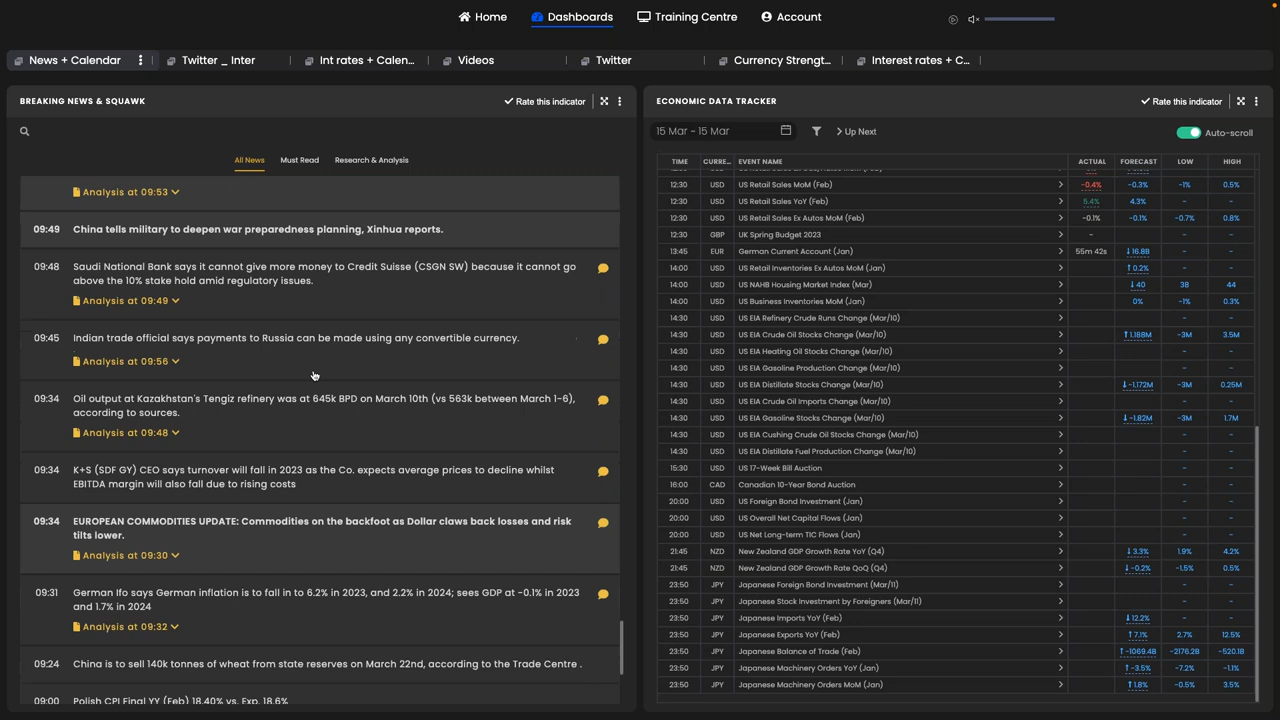 Home Dashboards Training Centre Account
News + Calendar Twitter _ Inter Int rates + Calen... Videos Twitter Currency Strengt... Interest rates + C...
BREAKING NEWS & SQUAWK Rate this indicator
All News Must Read Research & Analysis
Analysis at 09:53
09:49 China tells military to deepen war preparedness planning, Xinhua reports.
09:48 Saudi National Bank says it cannot give more money to Credit Suisse (CSGN SW) because it cannot go
above the 10% stake hold amid regulatory issues.
Analysis at 09:49
09:45 Indian trade official says payments to Russia can be made using any convertible currency.
Analysis at 09:56
09:34 Oil output at Kazakhstan's Tengiz refinery was at 645k BPD on March 10th (vs 563k between March 1-6),
according to sources.
Analysis at 09:48
09:34 K+S (SDF GY) CEO says turnover will fall in 2023 as the Co. expects average prices to decline whilst
EBITDA margin will also fall due to rising costs
09:34 EUROPEAN COMMODITIES UPDATE: Commodities on the backfoot as Dollar claws back losses and risk
tilts lower.
Analysis at 09:30
09:31 German Ifo says German inflation is to fall in to 6.2% in 2023, and 2.2% in 2024; sees GDP at -0.1% in 2023
and 1.7% in 2024
Analysis at 09:32
09:24 China is to sell 140k tonnes of wheat from state reserves on March 22nd, according to the Trade Centre .
09:00 Polish CPI Final YY (Feb) 18.40% vs. Exp. 18.6%
ECONOMIC DATA TRACKER Rate this indicator
15 Mar - 15 Mar Up Next Auto-scroll
TIME CURRE... EVENT NAME ACTUAL FORECAST LOW HIGH
12:30 USD US Retail Sales MoM (Feb) -0.4% -0.3% -1% 0.5%
12:30 USD US Retail Sales YoY (Feb) 5.4% 4.3% - -
12:30 USD US Retail Sales Ex Autos MoM (Feb) -0.1% -0.1% -0.7% 0.8%
12:30 GBP UK Spring Budget 2023 -
13:45 EUR German Current Account (Jan) 55m 42s 16.8B - -
14:00 USD US Retail Inventories Ex Autos MoM (Jan) 0.2% - -
14:00 USD US NAHB Housing Market Index (Mar) 40 38 44
14:00 USD US Business Inventories MoM (Jan) 0% -1% 0.3%
14:30 USD US EIA Refinery Crude Runs Change (Mar/10) - -
14:30 USD US EIA Crude Oil Stocks Change (Mar/10) 1.188M -3M 3.5M
14:30 USD US EIA Heating Oil Stocks Change (Mar/10) - -
14:30 USD US EIA Gasoline Production Change (Mar/10) - -
14:30 USD US EIA Distillate Stocks Change (Mar/10) -1.172M -3M 0.25M
14:30 USD US EIA Crude Oil Imports Change (Mar/10) - -
14:30 USD US EIA Gasoline Stocks Change (Mar/10) -1.82M -3M 1.7M
14:30 USD US EIA Cushing Crude Oil Stocks Change (Mar/10) - -
14:30 USD US EIA Distillate Fuel Production Change (Mar/10) - -
15:30 USD US 17-Week Bill Auction - -
16:00 CAD Canadian 10-Year Bond Auction - -
20:00 USD US Foreign Bond Investment (Jan) - -
20:00 USD US Overall Net Capital Flows (Jan) - -
20:00 USD US Net Long-term TIC Flows (Jan) - -
21:45 NZD New Zealand GDP Growth Rate YoY (Q4) 3.3% 1.9% 4.2%
21:45 NZD New Zealand GDP Growth Rate QoQ (Q4) -0.2% -1.5% 0.5%
23:50 JPY Japanese Foreign Bond Investment (Mar/11) - -
23:50 JPY Japanese Stock Investment by Foreigners (Mar/11) - -
23:50 JPY Japanese Imports YoY (Feb) 12.2% - -
23:50 JPY Japanese Exports YoY (Feb) 7.1% 2.7% 12.5%
23:50 JPY Japanese Balance of Trade (Feb) -1069.4B -2176.2B -520.1B
23:50 JPY Japanese Machinery Orders YoY (Jan) -3.5% -7.2% -1.1%
23:50 JPY Japanese Machinery Orders MoM (Jan) 1.8% -0.5% 3.5%